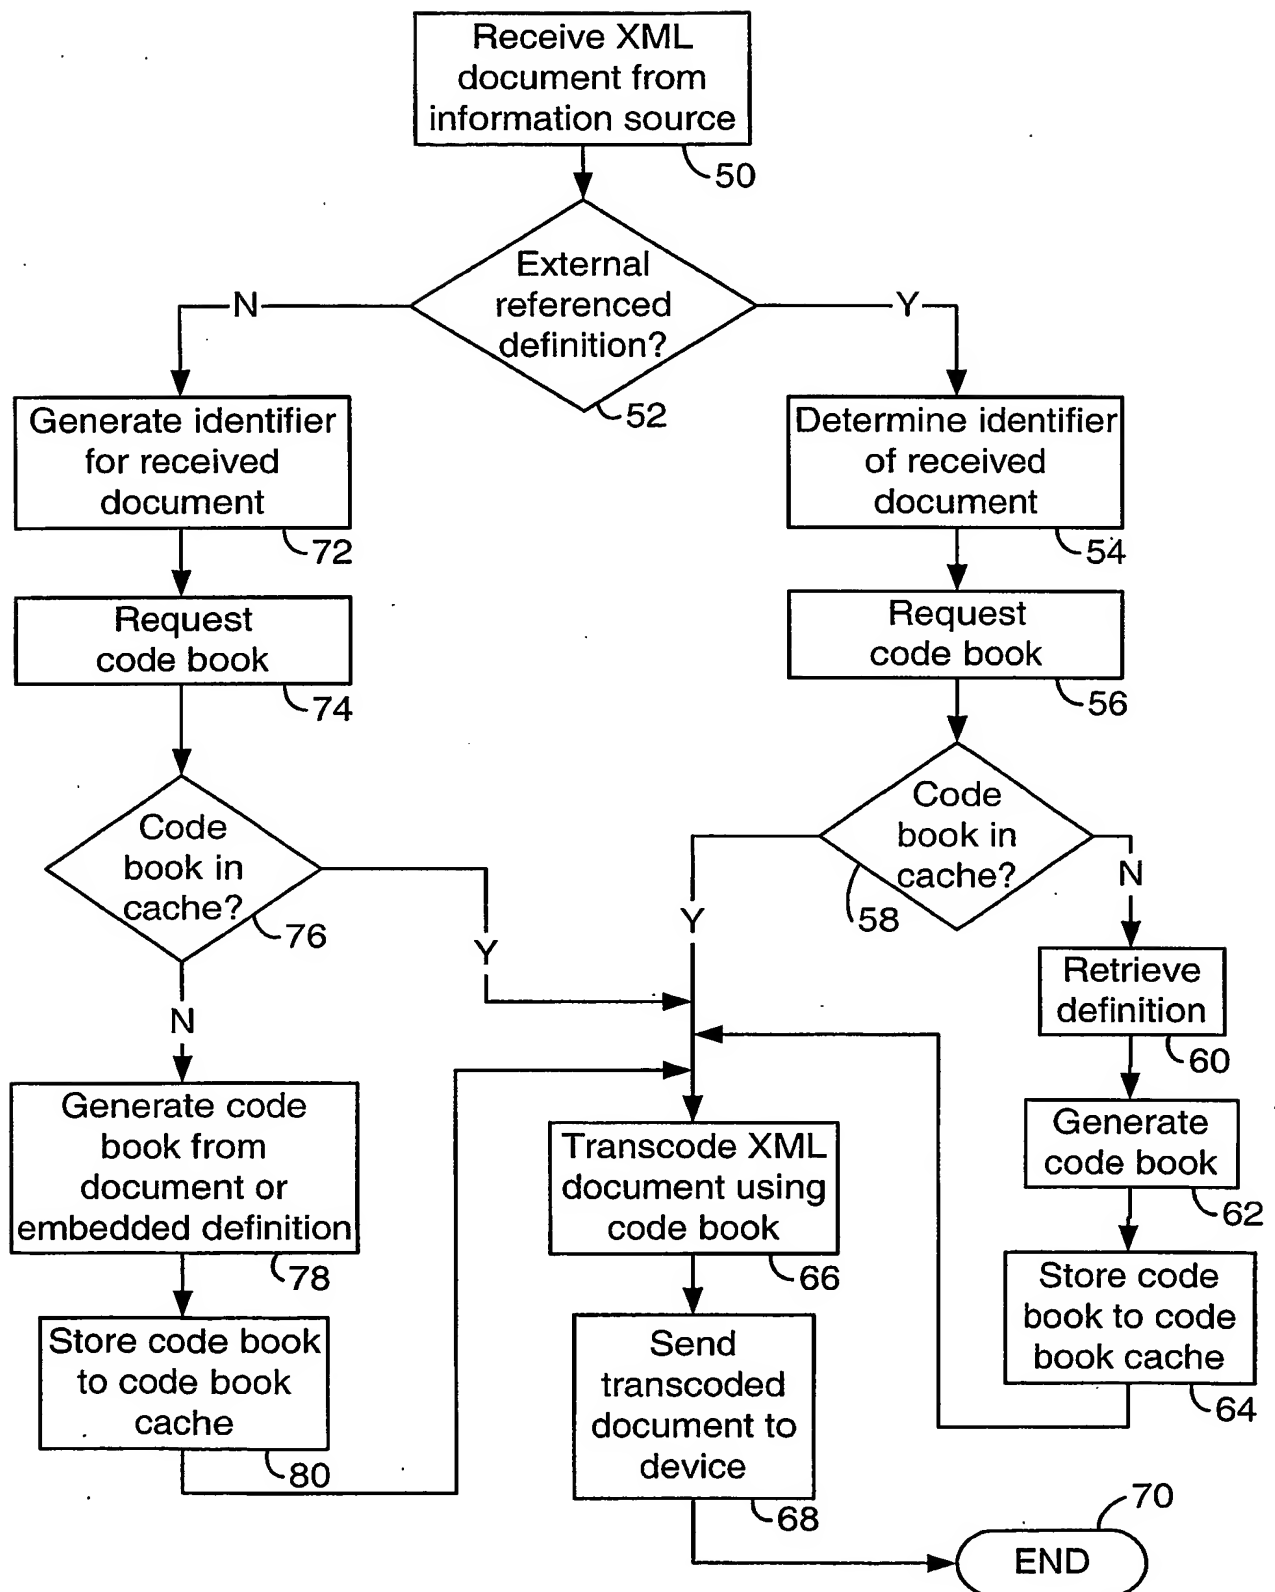 Receive XML
document from
information source
50
External
referenced
definition?
52
N
Y
Generate identifier
for received
document
72
Determine identifier
of received
document
54
Request
code book
74
Request
code book
56
Code
book in
cache?
76
Y
N
Code
book in
cache?
58
Y
N
Retrieve
definition
60
Generate code
book from
document or
embedded definition
78
Generate
code book
62
Transcode XML
document using
code book
66
Store code
book to code
book cache
64
Store code book
to code book
cache
80
Send
transcoded
document to
device
68
70
END